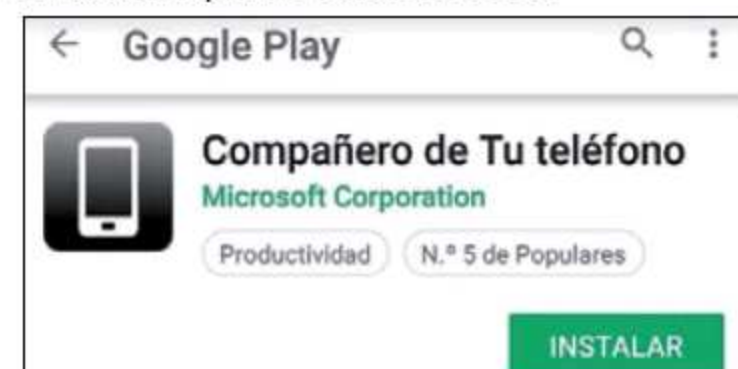 Google Play
Compañero de Tu teléfono
Microsoft Corporation
Productividad
N.º 5 de Populares
INSTALAR